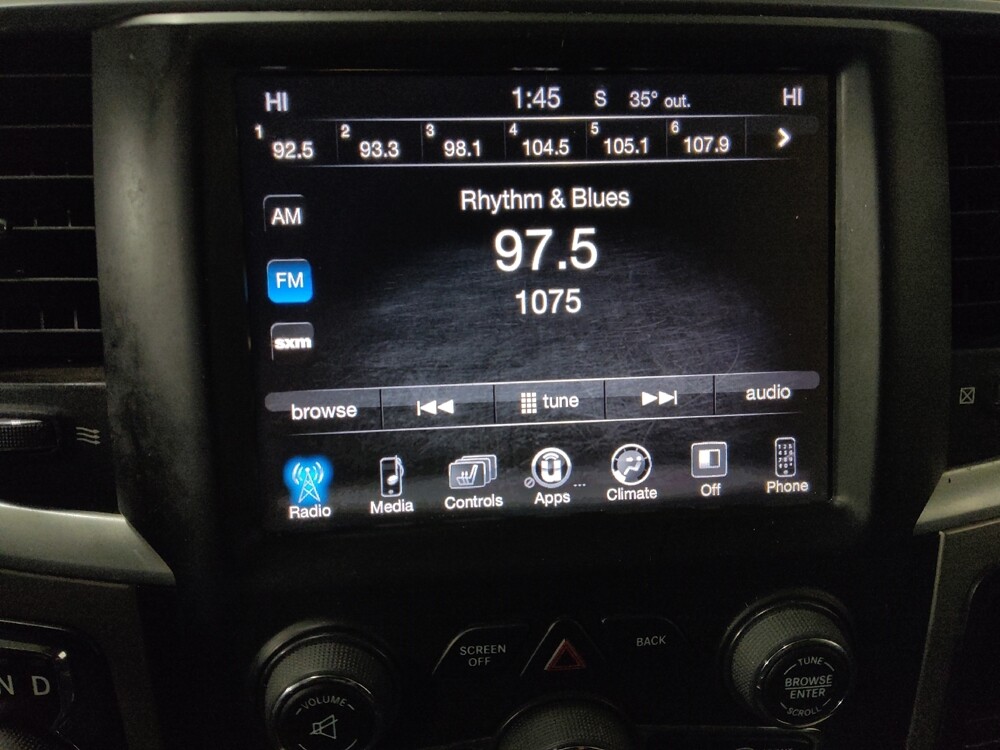 HI 1:45 S 35° out. HI
1 92.5 2 93.3 3 98.1 4 104.5 5 105.1 6 107.9
Rhythm & Blues
AM
97.5
FM
1075
sxm
browse tune audio
Radio Media Controls Apps ... Climate Off Phone
SCREEN
OFF
BACK
VOLUME
TUNE
BROWSE
ENTER
SCROLL
N D